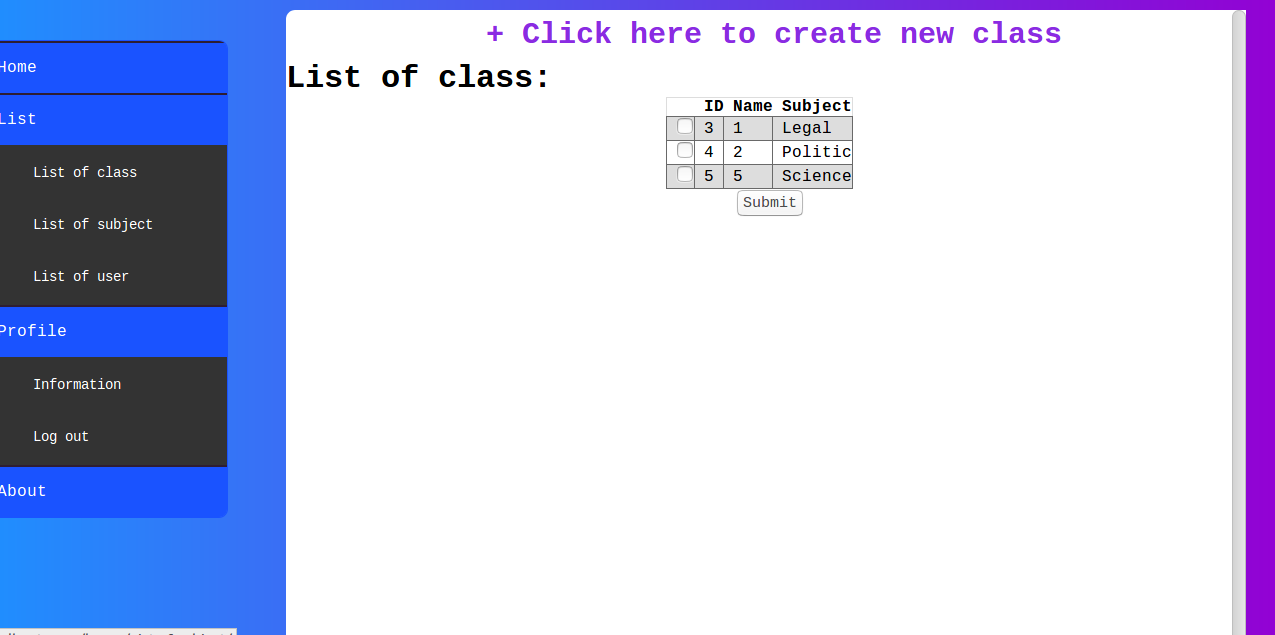 Home
List
List of class
List of subject
List of user
Profile
Information
Log out
About
+ Click here to create new class
List of class:
ID Name Subject
3 1 Legal
4 2 Politic
5 5 Science
Submit